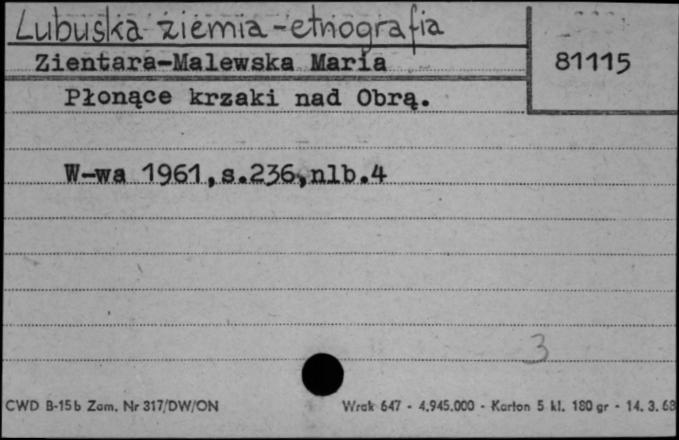 Lubuska ziemia - etnografia
Zientara-Malewska Maria
81115
Płonące krzaki nad Obrą.
W-wa 1961,s.236,nlb.4
3
CWD B-15b Zam. Nr 317/DW/ON
Wrak 647 - 4.945.000 - Karton 5 kl. 180 gr - 14. 3. 68